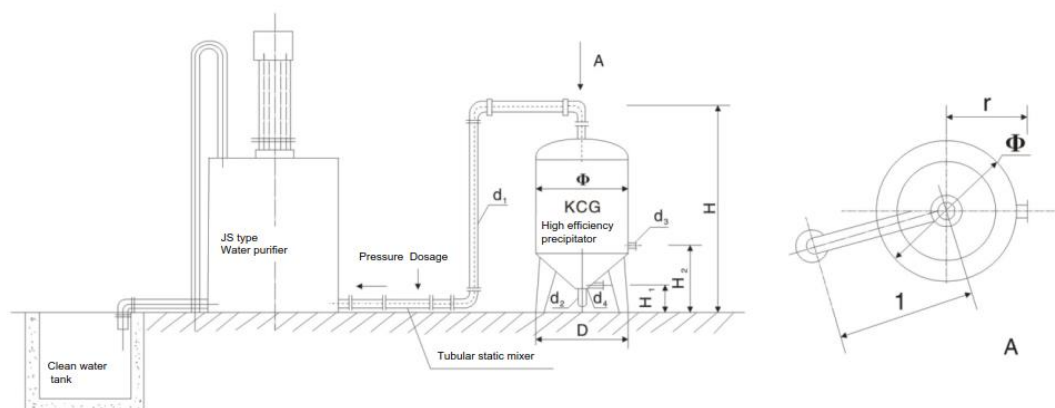 A
r
Φ
Φ
d₁
KCG
High efficiency
precipitator
d₃
H
JS type
Water purifier
Pressure Dosage
H₂
H₁
d₂
d₄
D
1
A
Tubular static mixer
Clean water
tank